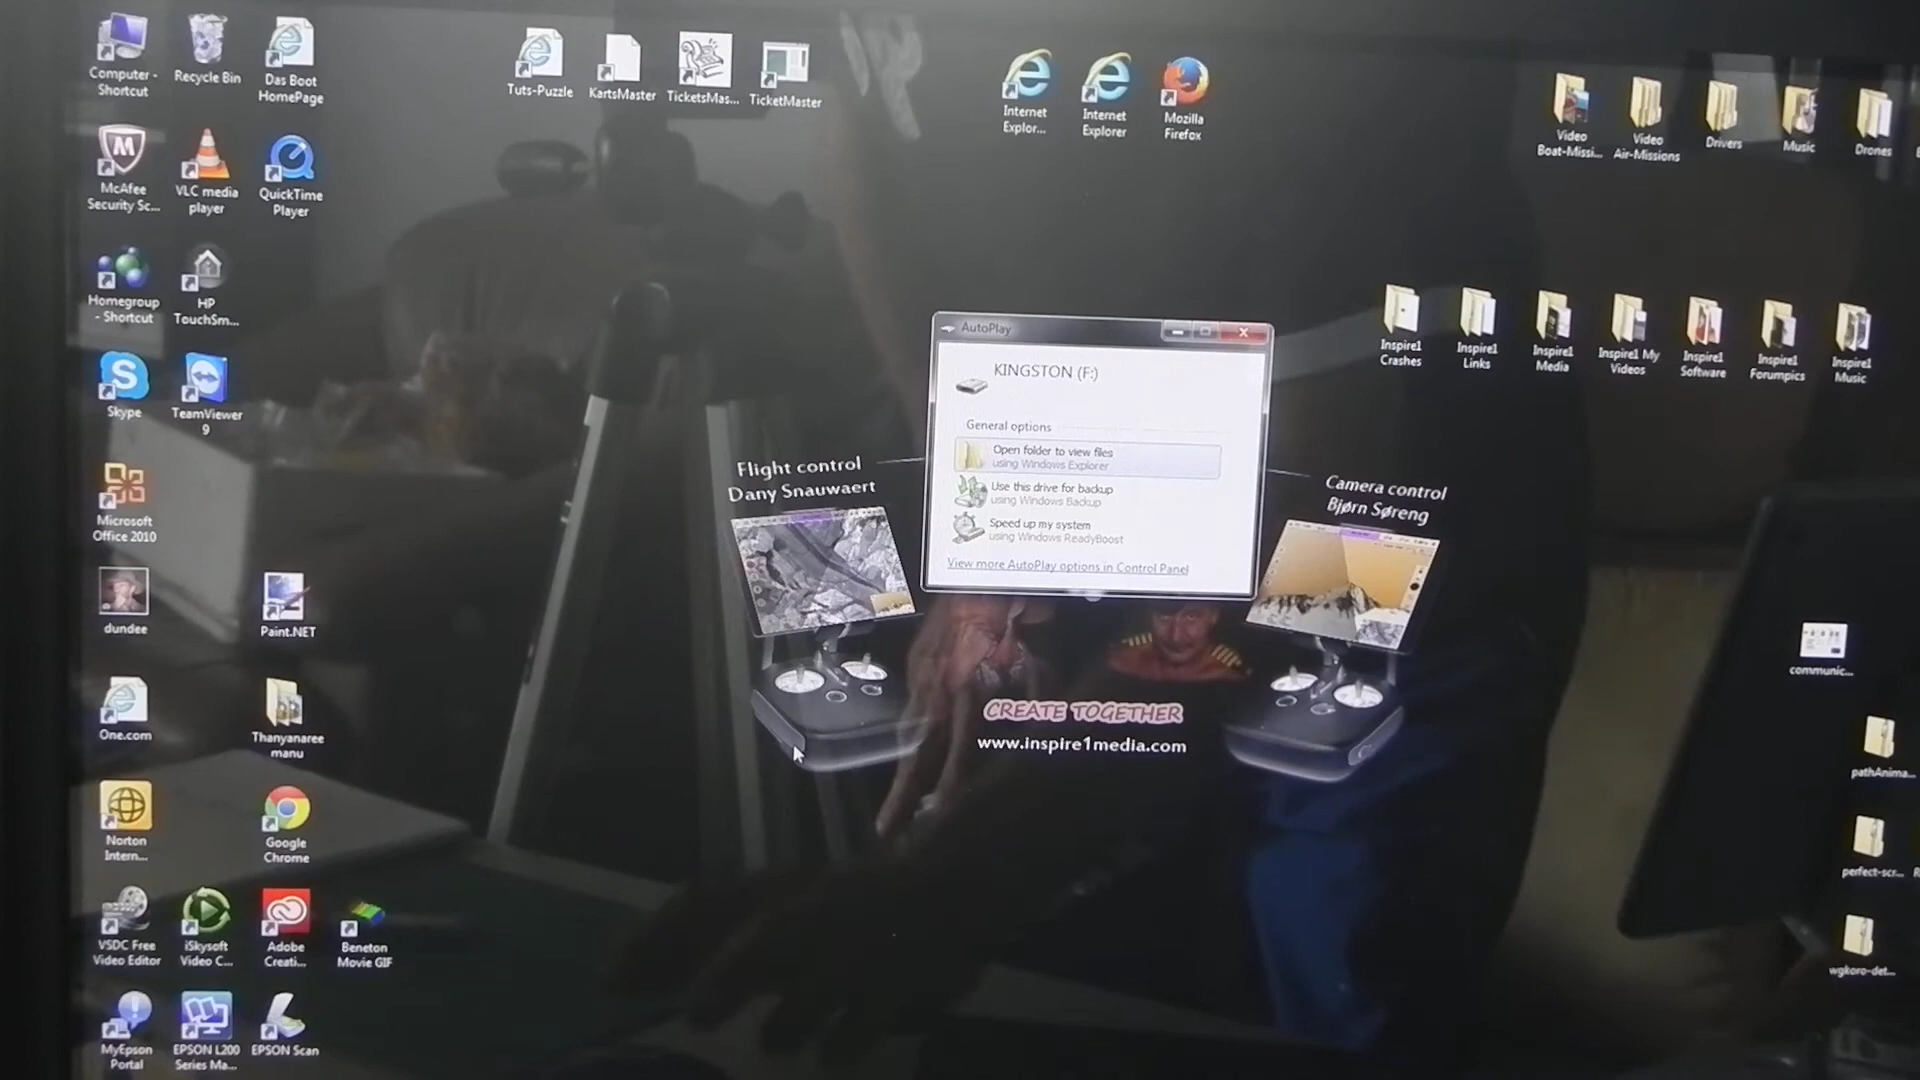 Computer -
Shortcut
Recycle Bin
Das Boot
HomePage
Tuts-Puzzle
KartsMaster
TicketsMas...
TicketMaster
Internet
Explor...
Internet
Explorer
Mozilla
Firefox
Video
Boat-Missi...
Video
Air-Missions
Drivers
Music
Drones
McAfee
Security Sc...
VLC media
player
QuickTime
Player
Homegroup
- Shortcut
HP
TouchSm...
Inspire1
Crashes
Inspire1
Links
Inspire1
Media
Inspire1 My
Videos
Inspire1
Software
Inspire1
Forumpics
Inspire1
Music
AutoPlay
KINGSTON (F:)
General options
Open folder to view files
using Windows Explorer
Use this drive for backup
using Windows Backup
Speed up my system
using Windows ReadyBoost
View more AutoPlay options in Control Panel
Skype
TeamViewer
9
Flight control
Dany Snauwaert
Camera control
Bjørn Søreng
Microsoft
Office 2010
dundee
Paint.NET
communic...
One.com
Thanyanaree
manu
CREATE TOGETHER
www.inspire1media.com
pathAnima...
Norton
Intern...
Google
Chrome
perfect-scr...
VSDC Free
Video Editor
iSkysoft
Video C...
Adobe
Creati...
Beneton
Movie GIF
wgkoro-det...
MyEpson
Portal
EPSON L200
Series Ma...
EPSON Scan